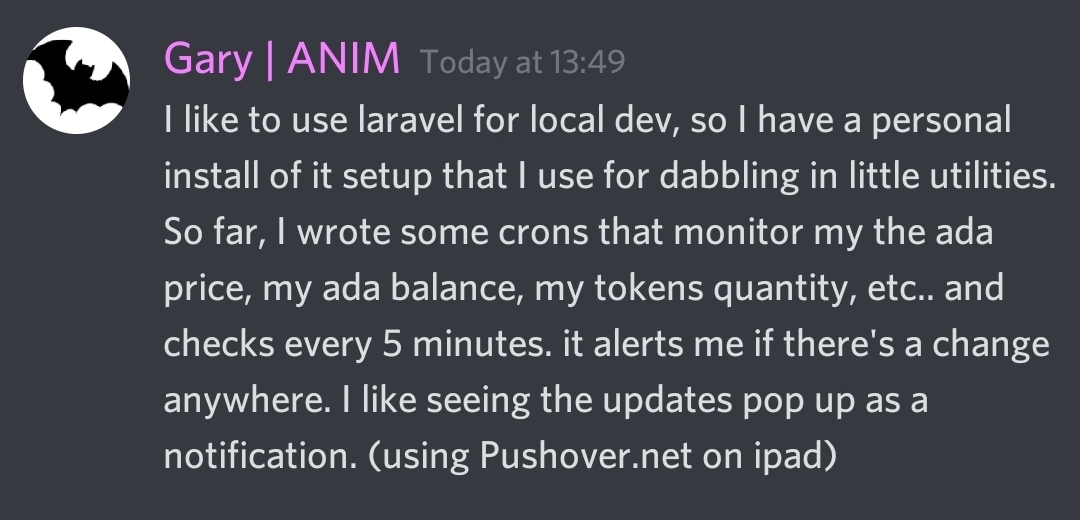 Gary | ANIM Today at 13:49
I like to use laravel for local dev, so I have a personal
install of it setup that I use for dabbling in little utilities.
So far, I wrote some crons that monitor my the ada
price, my ada balance, my tokens quantity, etc.. and
checks every 5 minutes. it alerts me if there's a change
anywhere. I like seeing the updates pop up as a
notification. (using Pushover.net on ipad)